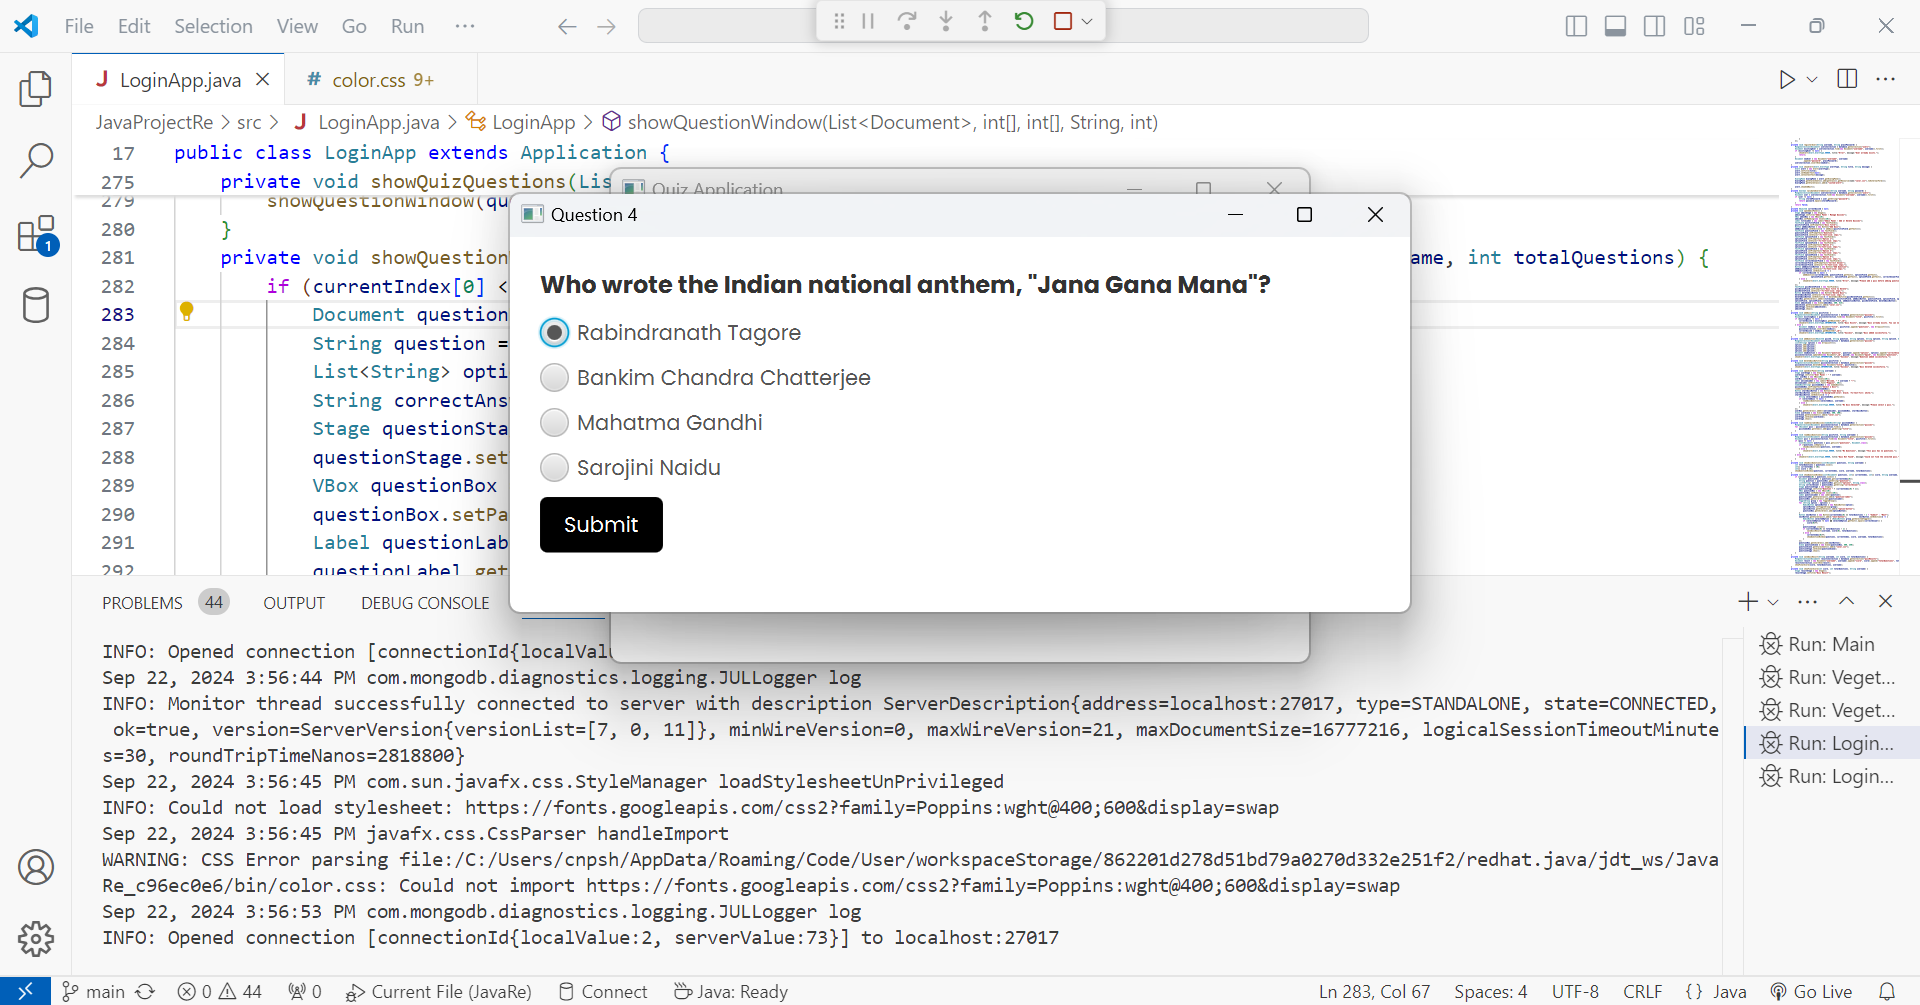 File Edit Selection View Go Run ···
LoginApp.java
color.css 9+
JavaProjectRe > src > LoginApp.java > LoginApp > showQuestionWindow(List<Document>, int[], int[], String, int)
17 public class LoginApp extends Application {
275 private void showQuizQuestions(Lis
279 showQuestionWindow(qu
280 }
281 private void showQuestion
ame, int totalQuestions) {
282 if (currentIndex[0] <
283 Document question
284 String question =
285 List<String> opti
286 String correctAns
287 Stage questionSta
288 questionStage.set
289 VBox questionBox
290 questionBox.setPa
291 Label questionLab
292 questionLabel.get
Quiz Application
Question 4
Who wrote the Indian national anthem, "Jana Gana Mana"?
Rabindranath Tagore
Bankim Chandra Chatterjee
Mahatma Gandhi
Sarojini Naidu
Submit
PROBLEMS 44 OUTPUT DEBUG CONSOLE
INFO: Opened connection [connectionId{localValu
Sep 22, 2024 3:56:44 PM com.mongodb.diagnostics.logging.JULLogger log
INFO: Monitor thread successfully connected to server with description ServerDescription{address=localhost:27017, type=STANDALONE, state=CONNECTED,
ok=true, version=ServerVersion{versionList=[7, 0, 11]}, minWireVersion=0, maxWireVersion=21, maxDocumentSize=16777216, logicalSessionTimeoutMinute
s=30, roundTripTimeNanos=2818800}
Sep 22, 2024 3:56:45 PM com.sun.javafx.css.StyleManager loadStylesheetUnPrivileged
INFO: Could not load stylesheet: https://fonts.googleapis.com/css2?family=Poppins:wght@400;600&display=swap
Sep 22, 2024 3:56:45 PM javafx.css.CssParser handleImport
WARNING: CSS Error parsing file:/C:/Users/cnpsh/AppData/Roaming/Code/User/workspaceStorage/862201d278d51bd79a0270d332e251f2/redhat.java/jdt_ws/Java
Re_c96ec0e6/bin/color.css: Could not import https://fonts.googleapis.com/css2?family=Poppins:wght@400;600&display=swap
Sep 22, 2024 3:56:53 PM com.mongodb.diagnostics.logging.JULLogger log
INFO: Opened connection [connectionId{localValue:2, serverValue:73}] to localhost:27017
Run: Main
Run: Veget...
Run: Veget...
Run: Login...
Run: Login...
1
main 0 44 0 Current File (JavaRe) Connect Java: Ready
Ln 283, Col 67 Spaces: 4 UTF-8 CRLF {} Java Go Live